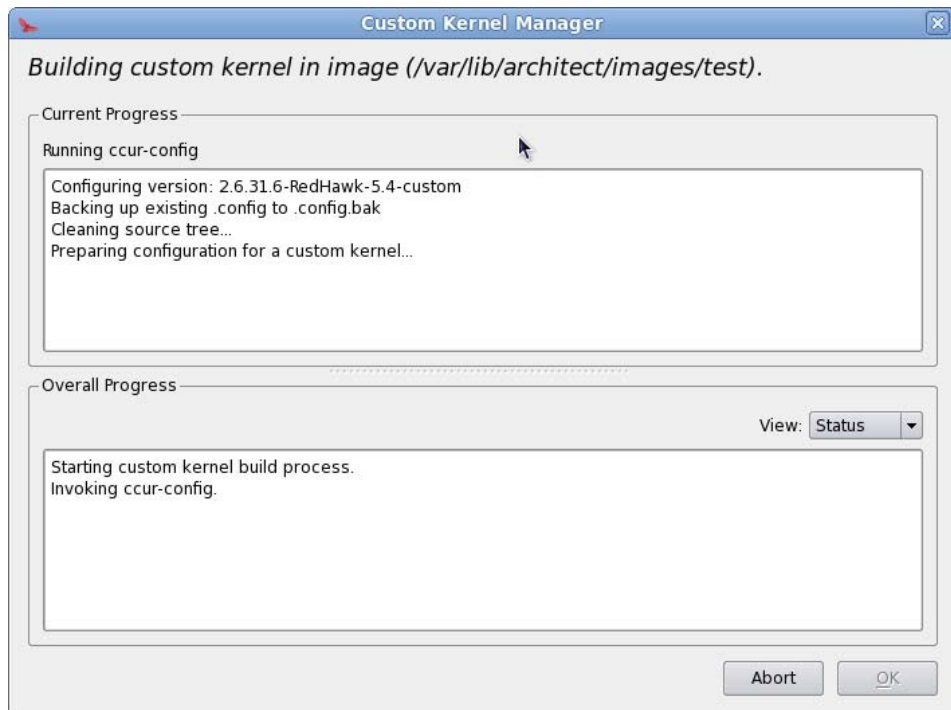 Custom Kernel Manager
Building custom kernel in image (/var/lib/architect/images/test).
Current Progress
Running ccur-config
Configuring version: 2.6.31.6-RedHawk-5.4-custom
Backing up existing .config to .config.bak
Cleaning source tree...
Preparing configuration for a custom kernel...
Overall Progress
View: Status
Starting custom kernel build process.
Invoking ccur-config.
Abort OK